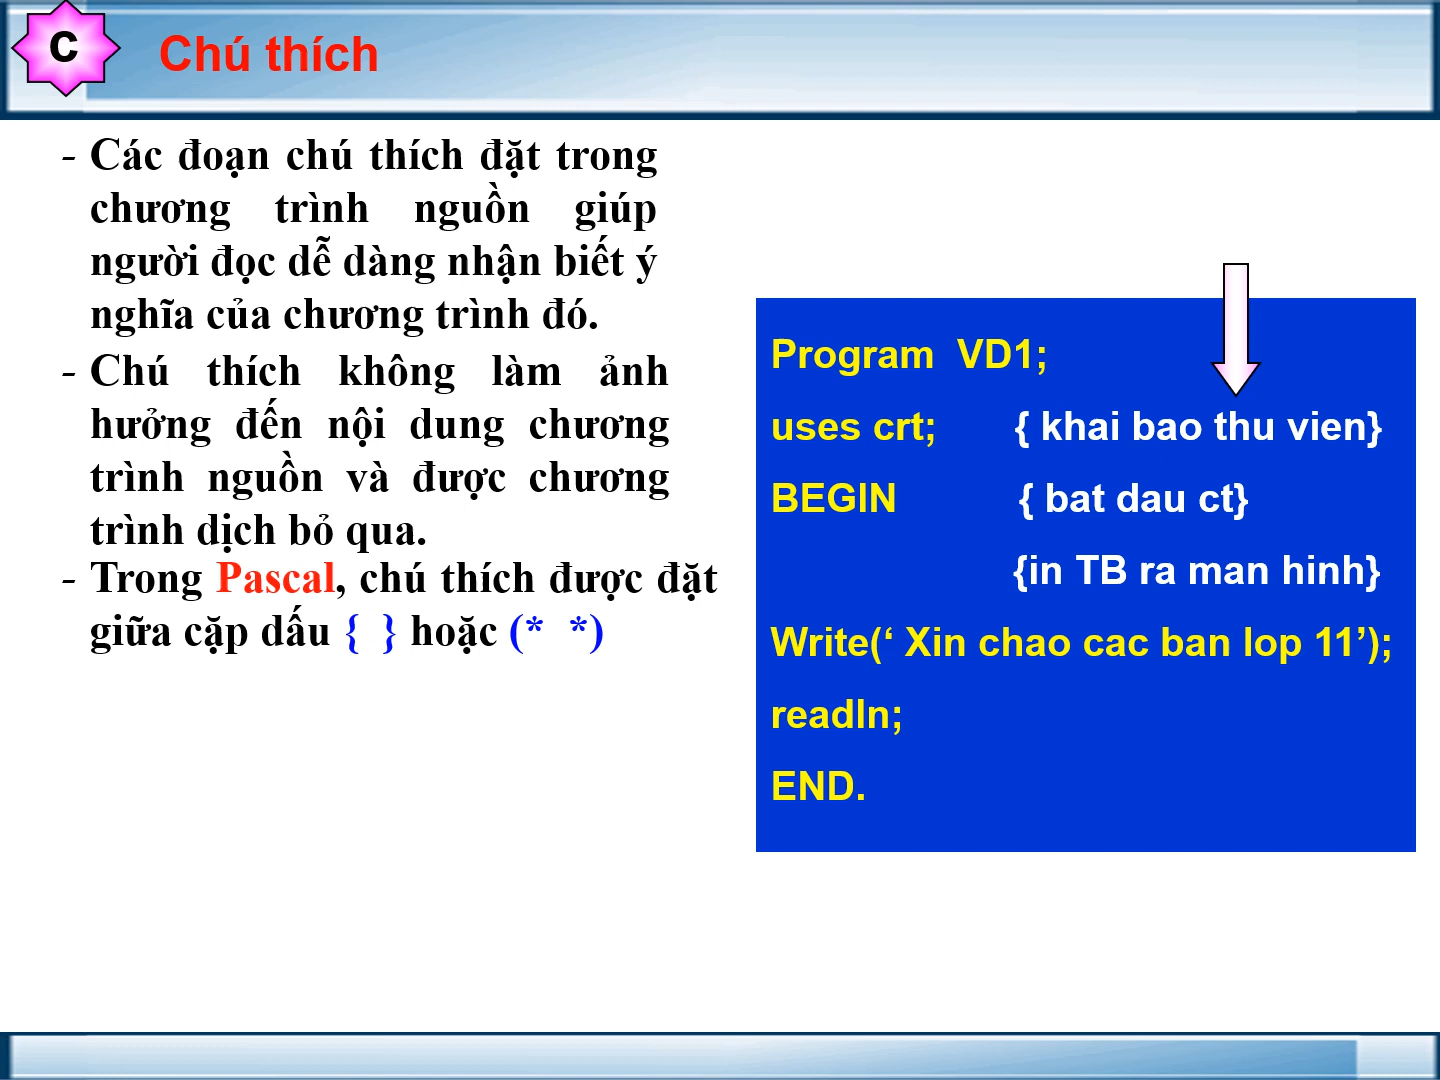 C
Chú thích
- Các đoạn chú thích đặt trong
chương trình nguồn giúp
người đọc dễ dàng nhận biết ý
nghĩa của chương trình đó.
- Chú thích không làm ảnh
hưởng đến nội dung chương
trình nguồn và được chương
trình dịch bỏ qua.
- Trong Pascal, chú thích được đặt
giữa cặp dấu { } hoặc (* *)
Program VD1;
uses crt; { khai bao thu vien}
BEGIN { bat dau ct}
{in TB ra man hinh}
Write(‘ Xin chao cac ban lop 11’);
readln;
END.